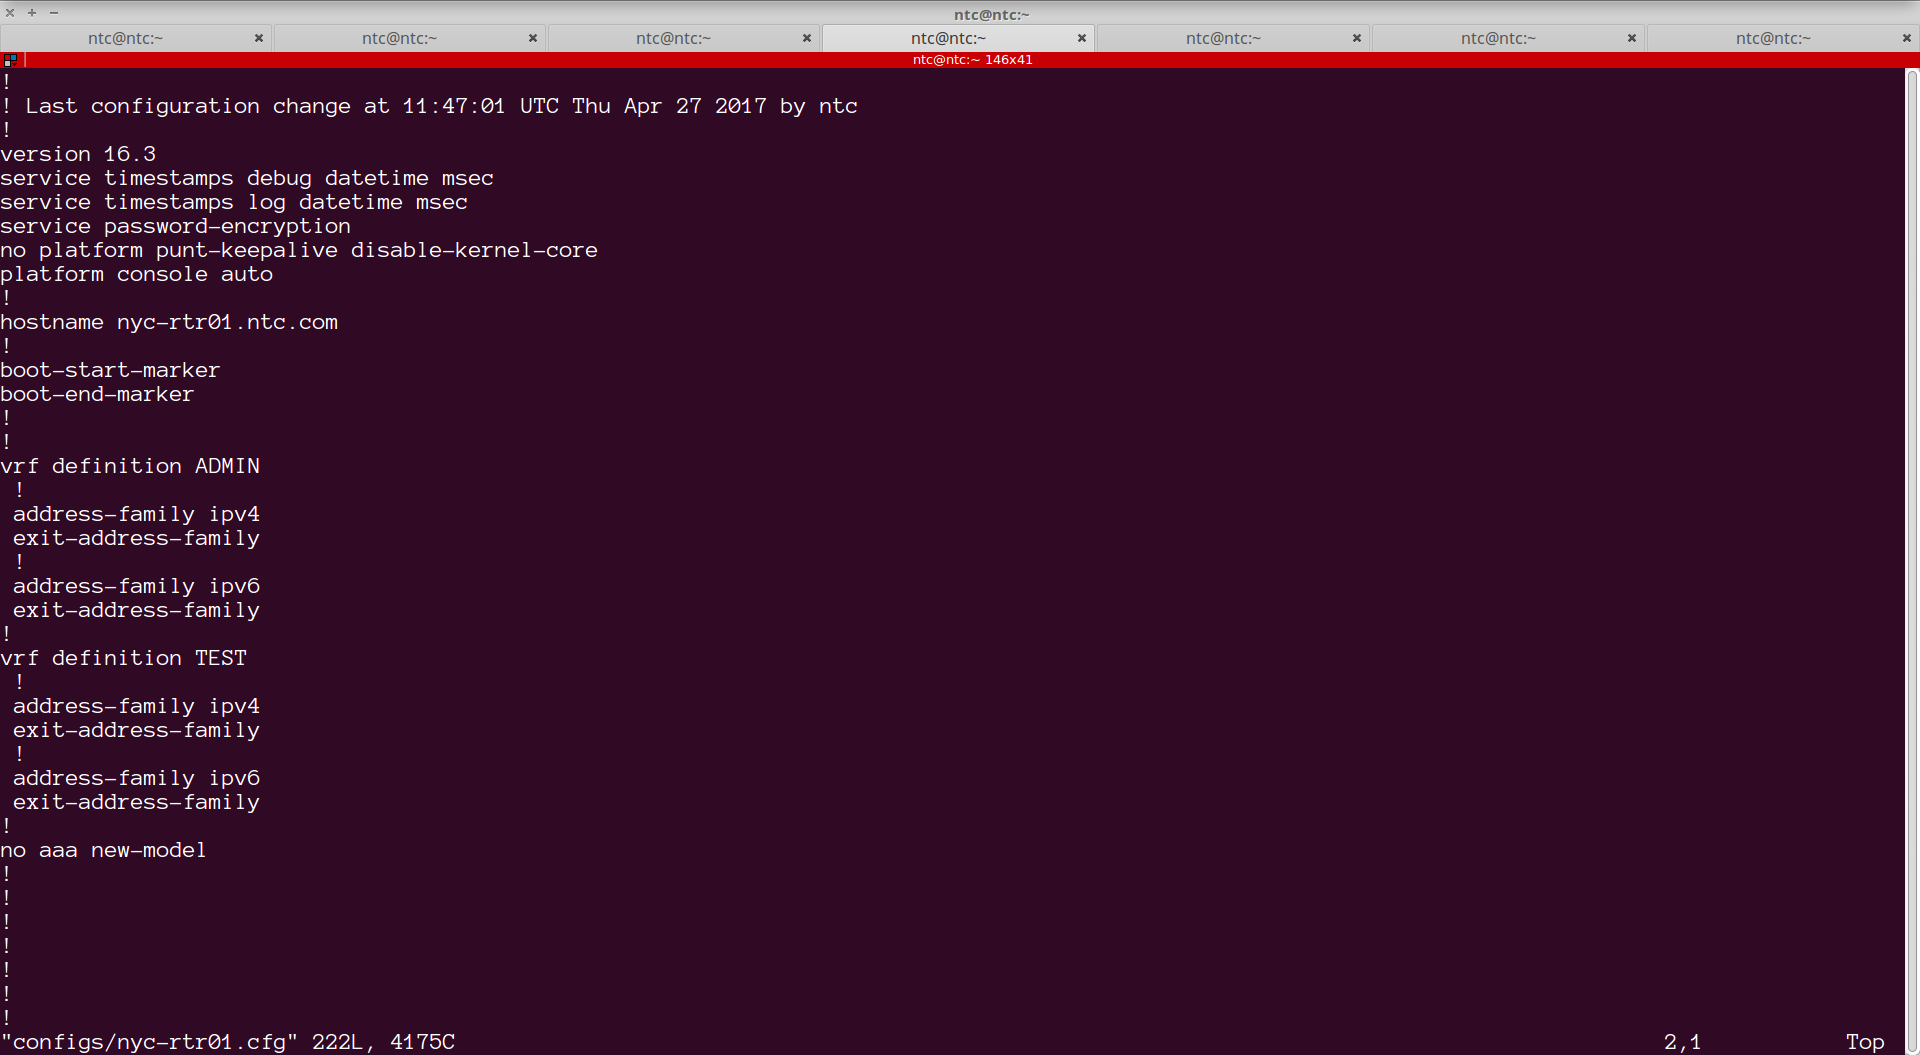 ntc@ntc:~
ntc@ntc:~ ntc@ntc:~ ntc@ntc:~ ntc@ntc:~ ntc@ntc:~ ntc@ntc:~ ntc@ntc:~
ntc@ntc:~ 146x41
!
! Last configuration change at 11:47:01 UTC Thu Apr 27 2017 by ntc
!
version 16.3
service timestamps debug datetime msec
service timestamps log datetime msec
service password-encryption
no platform punt-keepalive disable-kernel-core
platform console auto
!
hostname nyc-rtr01.ntc.com
!
boot-start-marker
boot-end-marker
!
!
vrf definition ADMIN
 !
 address-family ipv4
 exit-address-family
 !
 address-family ipv6
 exit-address-family
!
vrf definition TEST
 !
 address-family ipv4
 exit-address-family
 !
 address-family ipv6
 exit-address-family
!
no aaa new-model
!
!
!
!
!
!
!
"configs/nyc-rtr01.cfg" 222L, 4175C 2,1 Top